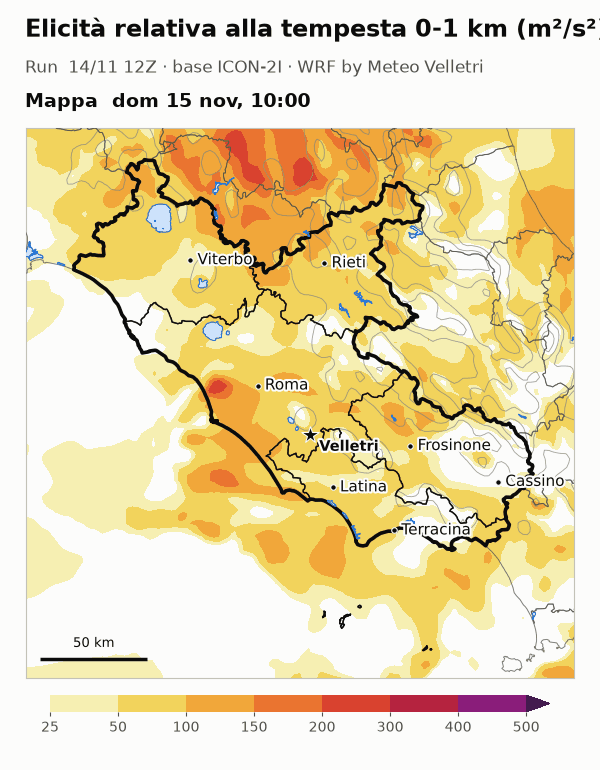 Elicità relativa alla tempesta 0-1 km (m²/s²)
Run 14/11 12Z · base ICON-2I · WRF by Meteo Velletri
Mappa dom 15 nov, 10:00
Viterbo
Rieti
Roma
Velletri
Frosinone
Latina
Cassino
Terracina
50 km
25 50 100 150 200 300 400 500